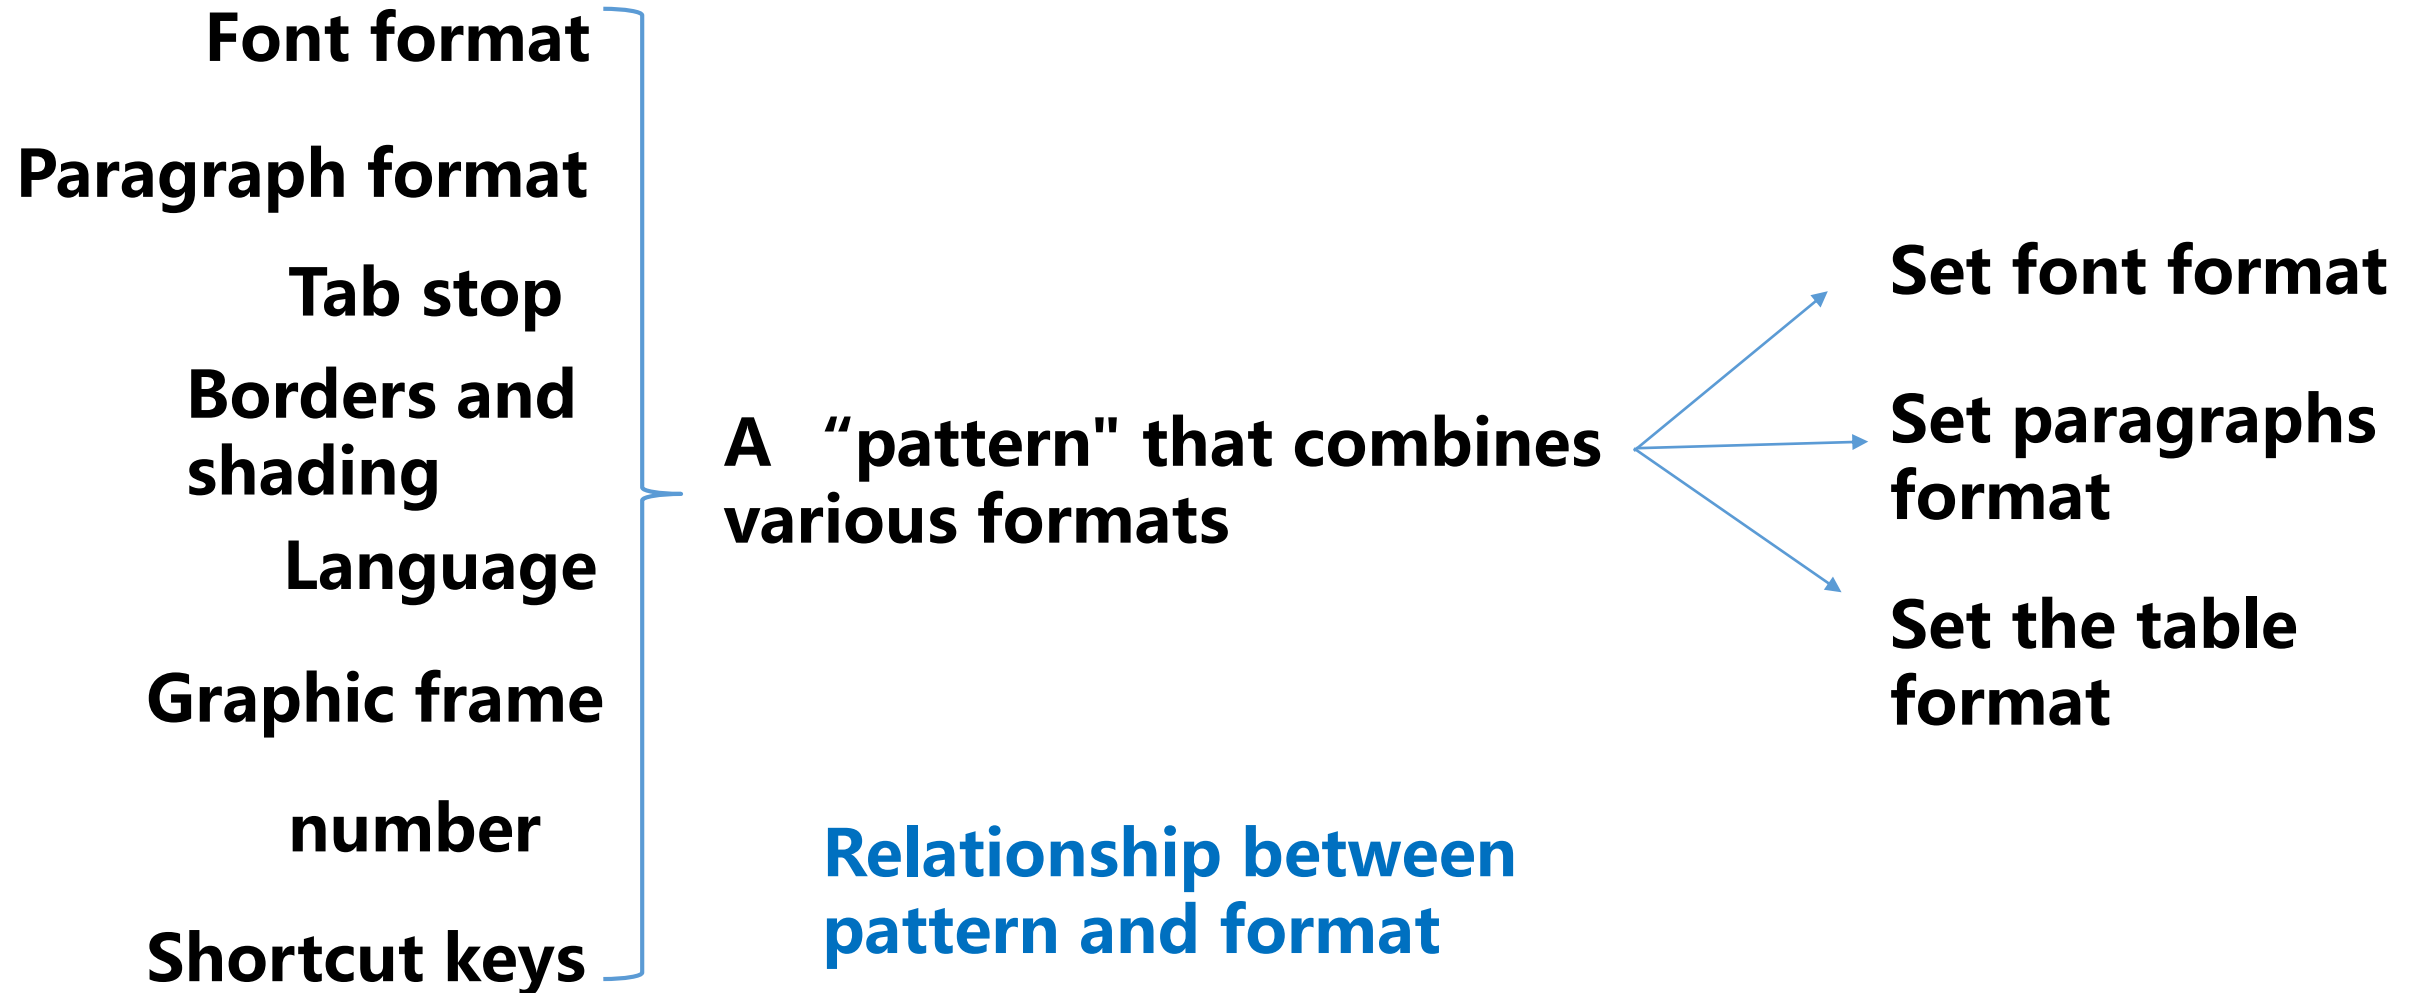 Font format
Paragraph format
Tab stop
Borders and
shading
Language
Graphic frame
number
Shortcut keys
A “pattern" that combines
various formats
Set font format
Set paragraphs
format
Set the table
format
Relationship between
pattern and format